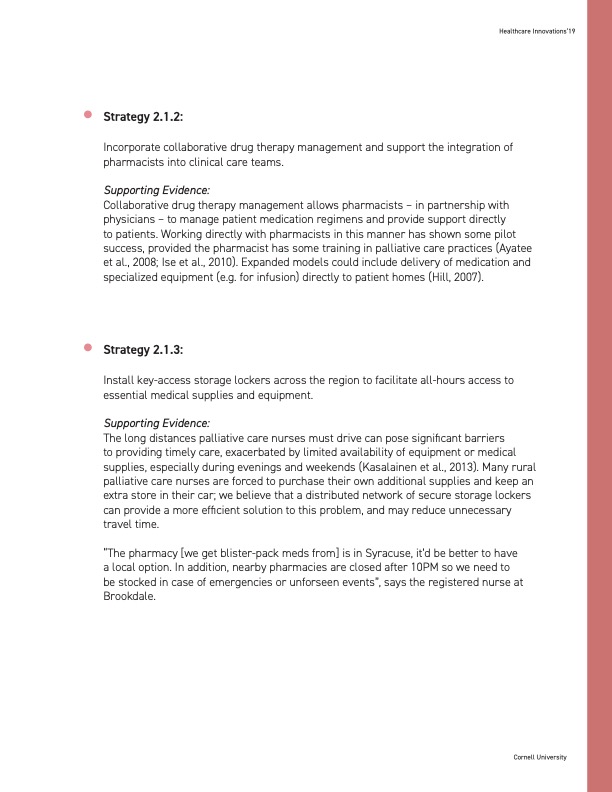 Healthcare Innovations'19
Strategy 2.1.2:
Incorporate collaborative drug therapy management and support the integration of
pharmacists into clinical care teams.
Supporting Evidence:
Collaborative drug therapy management allows pharmacists – in partnership with
physicians – to manage patient medication regimens and provide support directly
to patients. Working directly with pharmacists in this manner has shown some pilot
success, provided the pharmacist has some training in palliative care practices (Ayatee
et al., 2008; Ise et al., 2010). Expanded models could include delivery of medication and
specialized equipment (e.g. for infusion) directly to patient homes (Hill, 2007).
Strategy 2.1.3:
Install key-access storage lockers across the region to facilitate all-hours access to
essential medical supplies and equipment.
Supporting Evidence:
The long distances palliative care nurses must drive can pose significant barriers
to providing timely care, exacerbated by limited availability of equipment or medical
supplies, especially during evenings and weekends (Kasalainen et al., 2013). Many rural
palliative care nurses are forced to purchase their own additional supplies and keep an
extra store in their car; we believe that a distributed network of secure storage lockers
can provide a more efficient solution to this problem, and may reduce unnecessary
travel time.
"The pharmacy [we get blister-pack meds from] is in Syracuse, it'd be better to have
a local option. In addition, nearby pharmacies are closed after 10PM so we need to
be stocked in case of emergencies or unforseen events", says the registered nurse at
Brookdale.
Cornell University